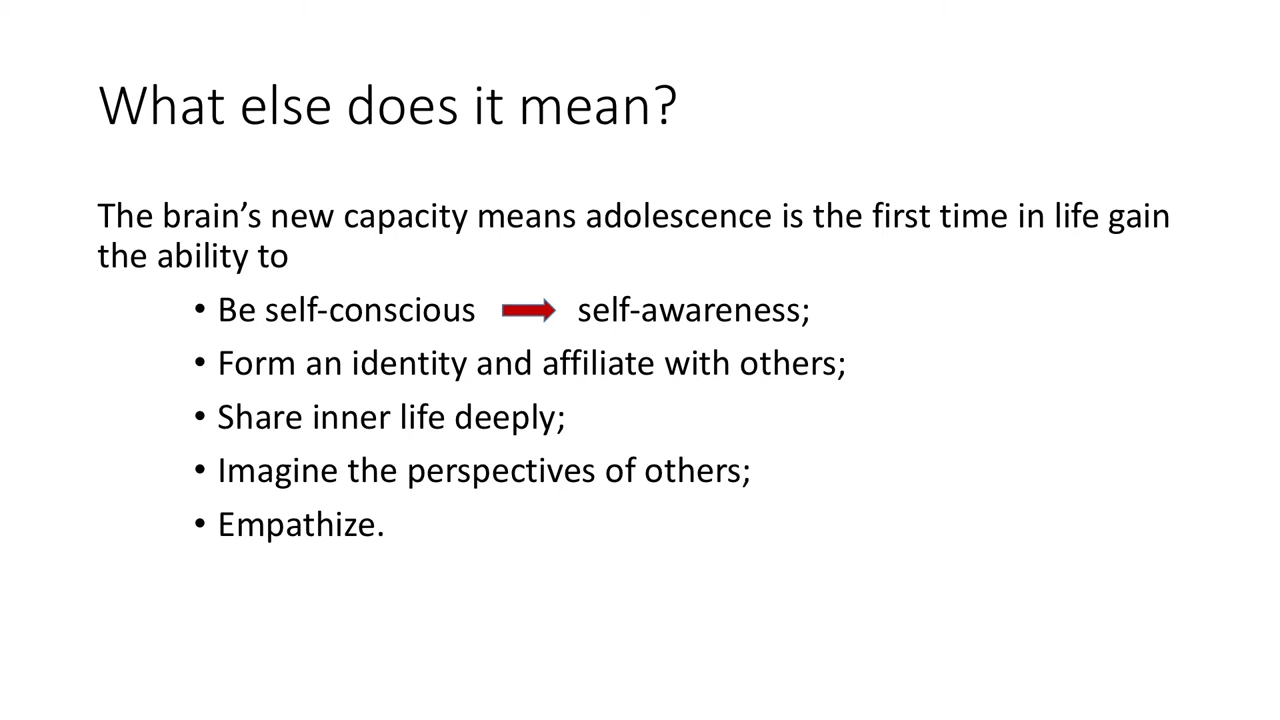 What else does it mean?
The brain’s new capacity means adolescence is the first time in life gain
the ability to
• Be self-conscious self-awareness;
• Form an identity and affiliate with others;
• Share inner life deeply;
• Imagine the perspectives of others;
• Empathize.